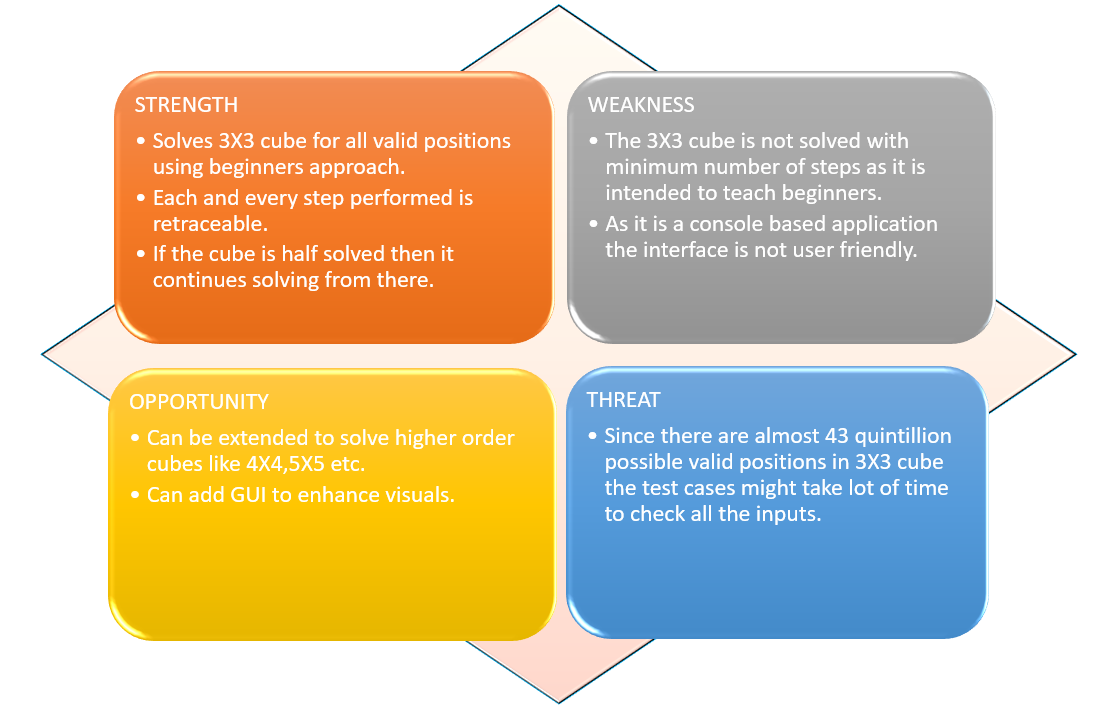 STRENGTH
• Solves 3X3 cube for all valid positions
using beginners approach.
• Each and every step performed is
retraceable.
• If the cube is half solved then it
continues solving from there.
WEAKNESS
• The 3X3 cube is not solved with
minimum number of steps as it is
intended to teach beginners.
• As it is a console based application
the interface is not user friendly.
OPPORTUNITY
• Can be extended to solve higher order
cubes like 4X4,5X5 etc.
• Can add GUI to enhance visuals.
THREAT
• Since there are almost 43 quintillion
possible valid positions in 3X3 cube
the test cases might take lot of time
to check all the inputs.